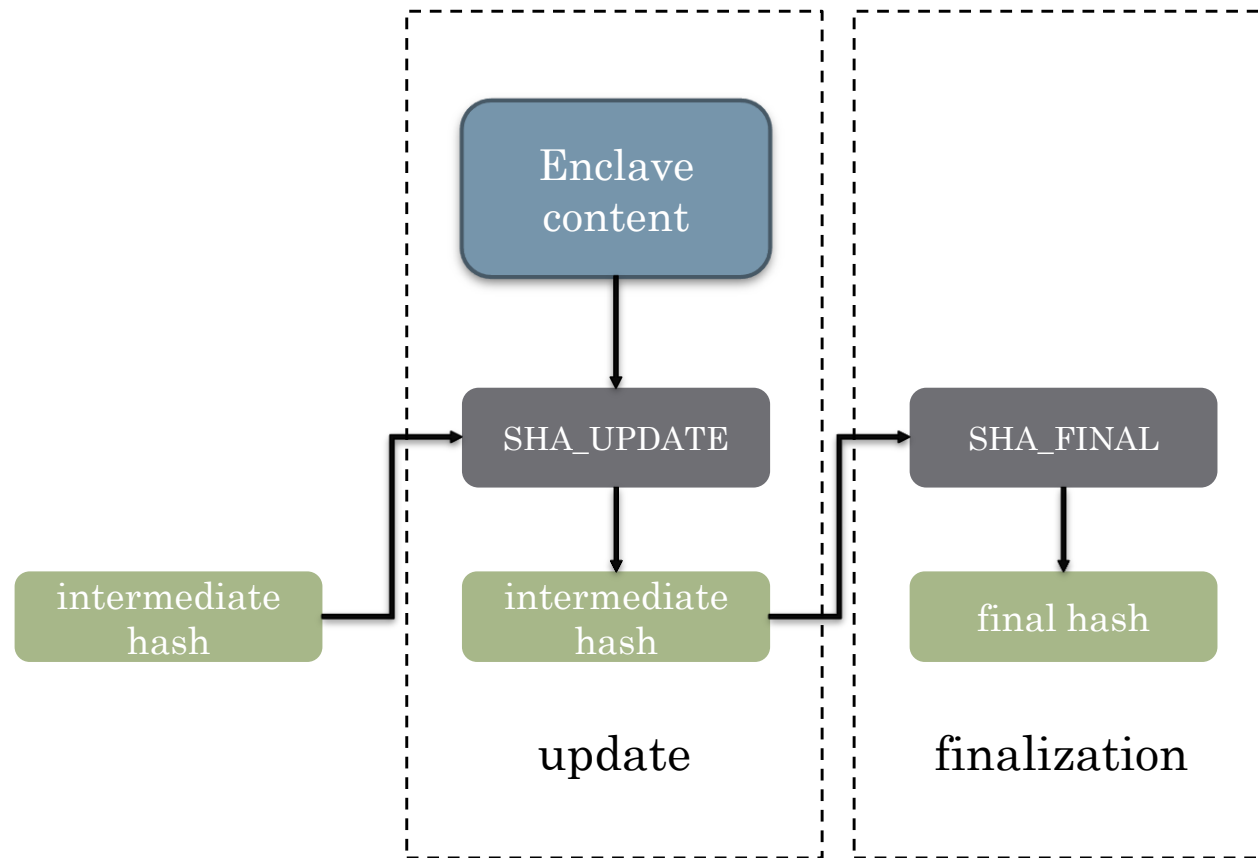 Enclave
content
SHA_UPDATE
SHA_FINAL
intermediate
hash
intermediate
hash
final hash
update
finalization